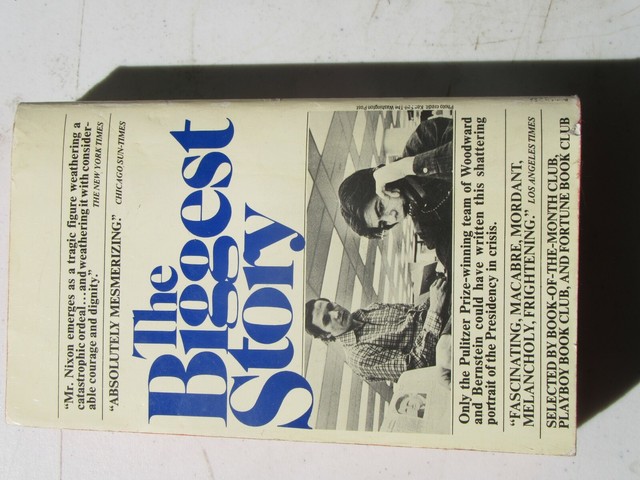 "Mr. Nixon emerges as a tragic figure weathering a
catastrophic ordeal...and weathering it with consider-
able courage and dignity."
THE NEW YORK TIMES
"ABSOLUTELY MESMERIZING."
CHICAGO SUN-TIMES
The
Biggest
Story
Only the Pulitzer Prize-winning team of Woodward
and Bernstein could have written this shattering
portrait of the Presidency in crisis.
"FASCINATING, MACABRE, MORDANT,
MELANCHOLY, FRIGHTENING."
LOS ANGELES TIMES
SELECTED BY BOOK-OF-THE-MONTH CLUB,
PLAYBOY BOOK CLUB, AND FORTUNE BOOK CLUB